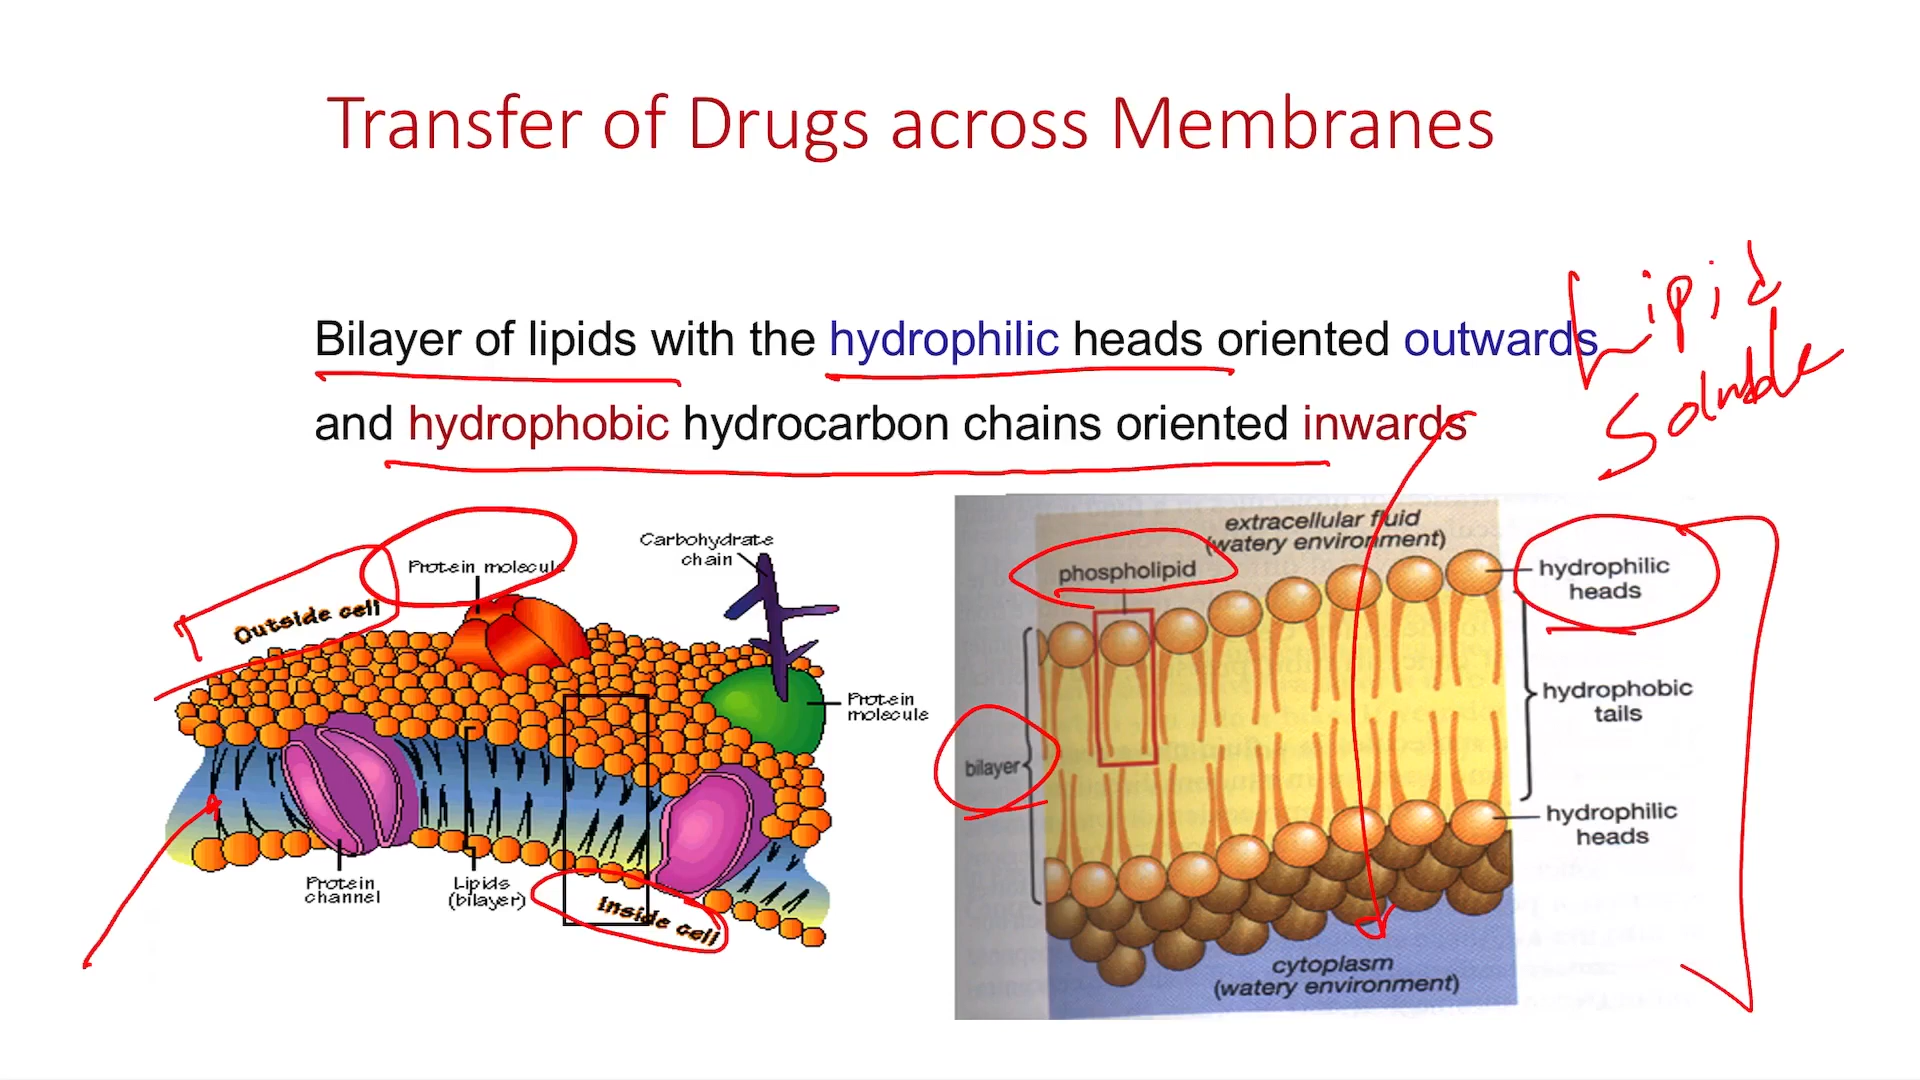 Transfer of Drugs across Membranes
Lipid
Soluble
Bilayer of lipids with the hydrophilic heads oriented outwards
and hydrophobic hydrocarbon chains oriented inwards
Outside cell
Protein molecule
Carbohydrate
chain
Protein
molecule
Protein
channel
Lipids
(bilayer)
Inside cell
extracellular fluid
(watery environment)
phospholipid
hydrophilic
heads
bilayer
hydrophobic
tails
hydrophilic
heads
cytoplasm
(watery environment)